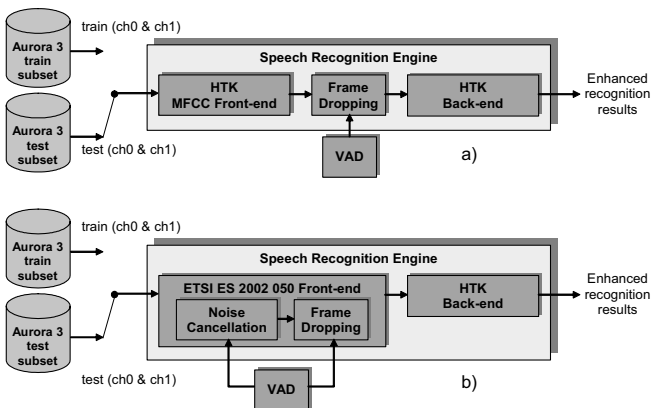 train (ch0 & ch1)
Aurora 3
train
subset
Speech Recognition Engine
HTK
MFCC Front-end
Frame
Dropping
HTK
Back-end
Enhanced
recognition
results
Aurora 3
test
subset
test (ch0 & ch1)
VAD
a)
train (ch0 & ch1)
Aurora 3
train
subset
Speech Recognition Engine
ETSI ES 2002 050 Front-end
Noise
Cancellation
Frame
Dropping
HTK
Back-end
Enhanced
recognition
results
Aurora 3
test
subset
test (ch0 & ch1)
VAD
b)